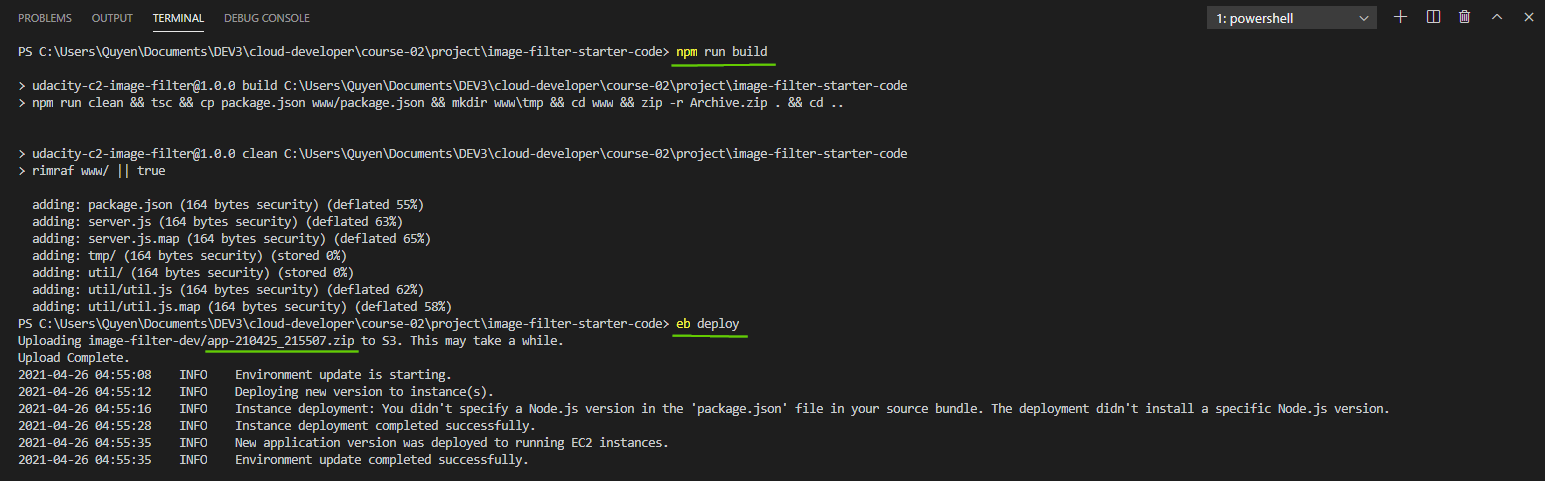 PROBLEMS OUTPUT TERMINAL DEBUG CONSOLE 1: powershell
PS C:\Users\Quyen\Documents\DEV3\cloud-developer\course-02\project\image-filter-starter-code> npm run build
> udacity-c2-image-filter@1.0.0 build C:\Users\Quyen\Documents\DEV3\cloud-developer\course-02\project\image-filter-starter-code
> npm run clean && tsc && cp package.json www/package.json && mkdir www\tmp && cd www && zip -r Archive.zip . && cd ..
> udacity-c2-image-filter@1.0.0 clean C:\Users\Quyen\Documents\DEV3\cloud-developer\course-02\project\image-filter-starter-code
> rimraf www/ || true
adding: package.json (164 bytes security) (deflated 55%)
adding: server.js (164 bytes security) (deflated 63%)
adding: server.js.map (164 bytes security) (deflated 65%)
adding: tmp/ (164 bytes security) (stored 0%)
adding: util/ (164 bytes security) (stored 0%)
adding: util/util.js (164 bytes security) (deflated 62%)
adding: util/util.js.map (164 bytes security) (deflated 58%)
PS C:\Users\Quyen\Documents\DEV3\cloud-developer\course-02\project\image-filter-starter-code> eb deploy
Uploading image-filter-dev/app-210425_215507.zip to S3. This may take a while.
Upload Complete.
2021-04-26 04:55:08 INFO Environment update is starting.
2021-04-26 04:55:12 INFO Deploying new version to instance(s).
2021-04-26 04:55:16 INFO Instance deployment: You didn't specify a Node.js version in the 'package.json' file in your source bundle. The deployment didn't install a specific Node.js version.
2021-04-26 04:55:28 INFO Instance deployment completed successfully.
2021-04-26 04:55:35 INFO New application version was deployed to running EC2 instances.
2021-04-26 04:55:35 INFO Environment update completed successfully.